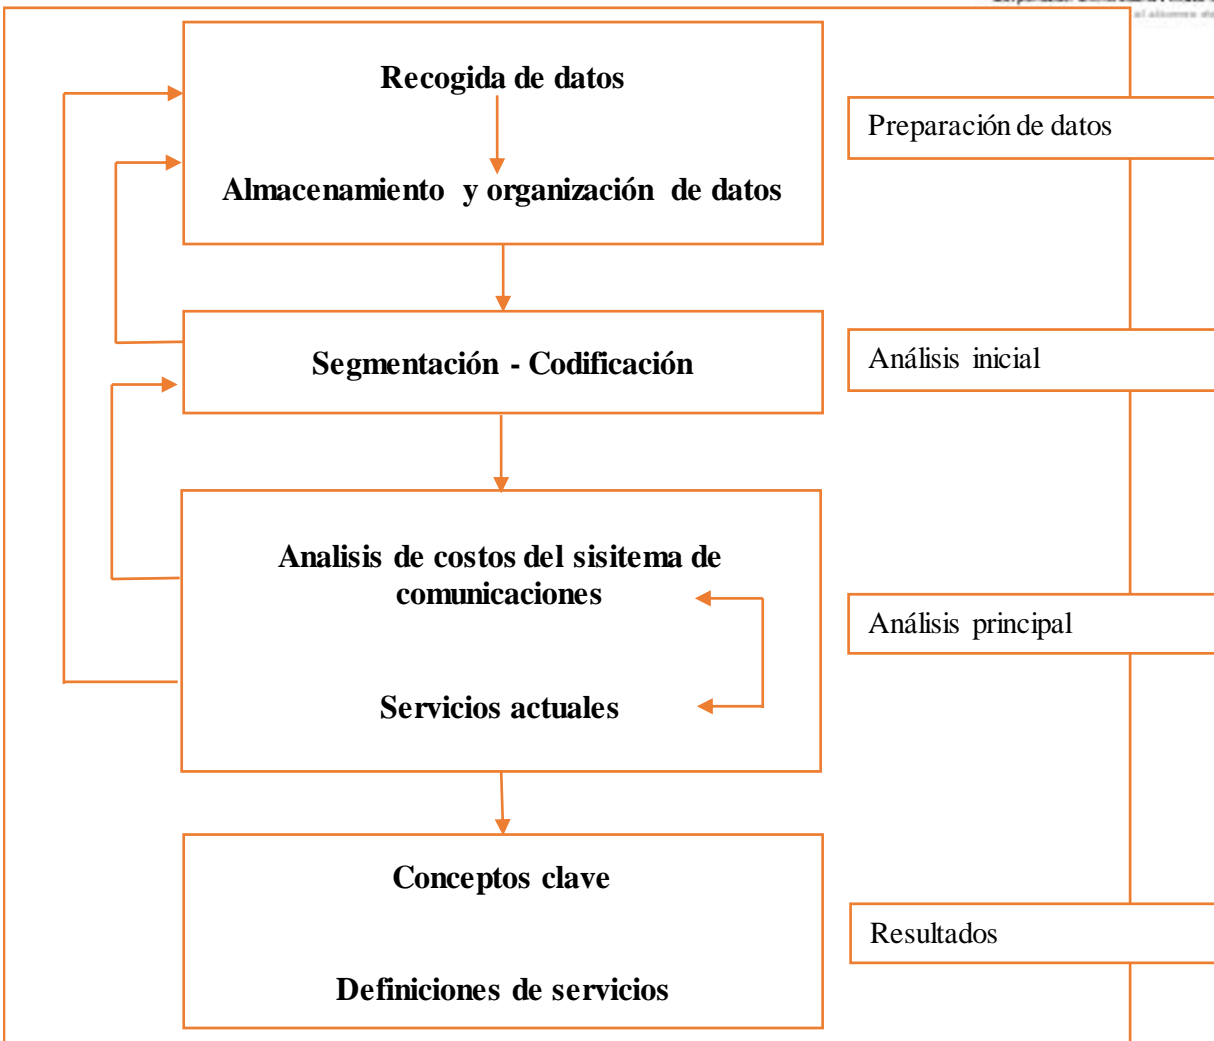 Recogida de datos
Preparación de datos
Almacenamiento y organización de datos
Segmentación - Codificación
Análisis inicial
Analisis de costos del sisitema de
comunicaciones
Análisis principal
Servicios actuales
Conceptos clave
Resultados
Definiciones de servicios